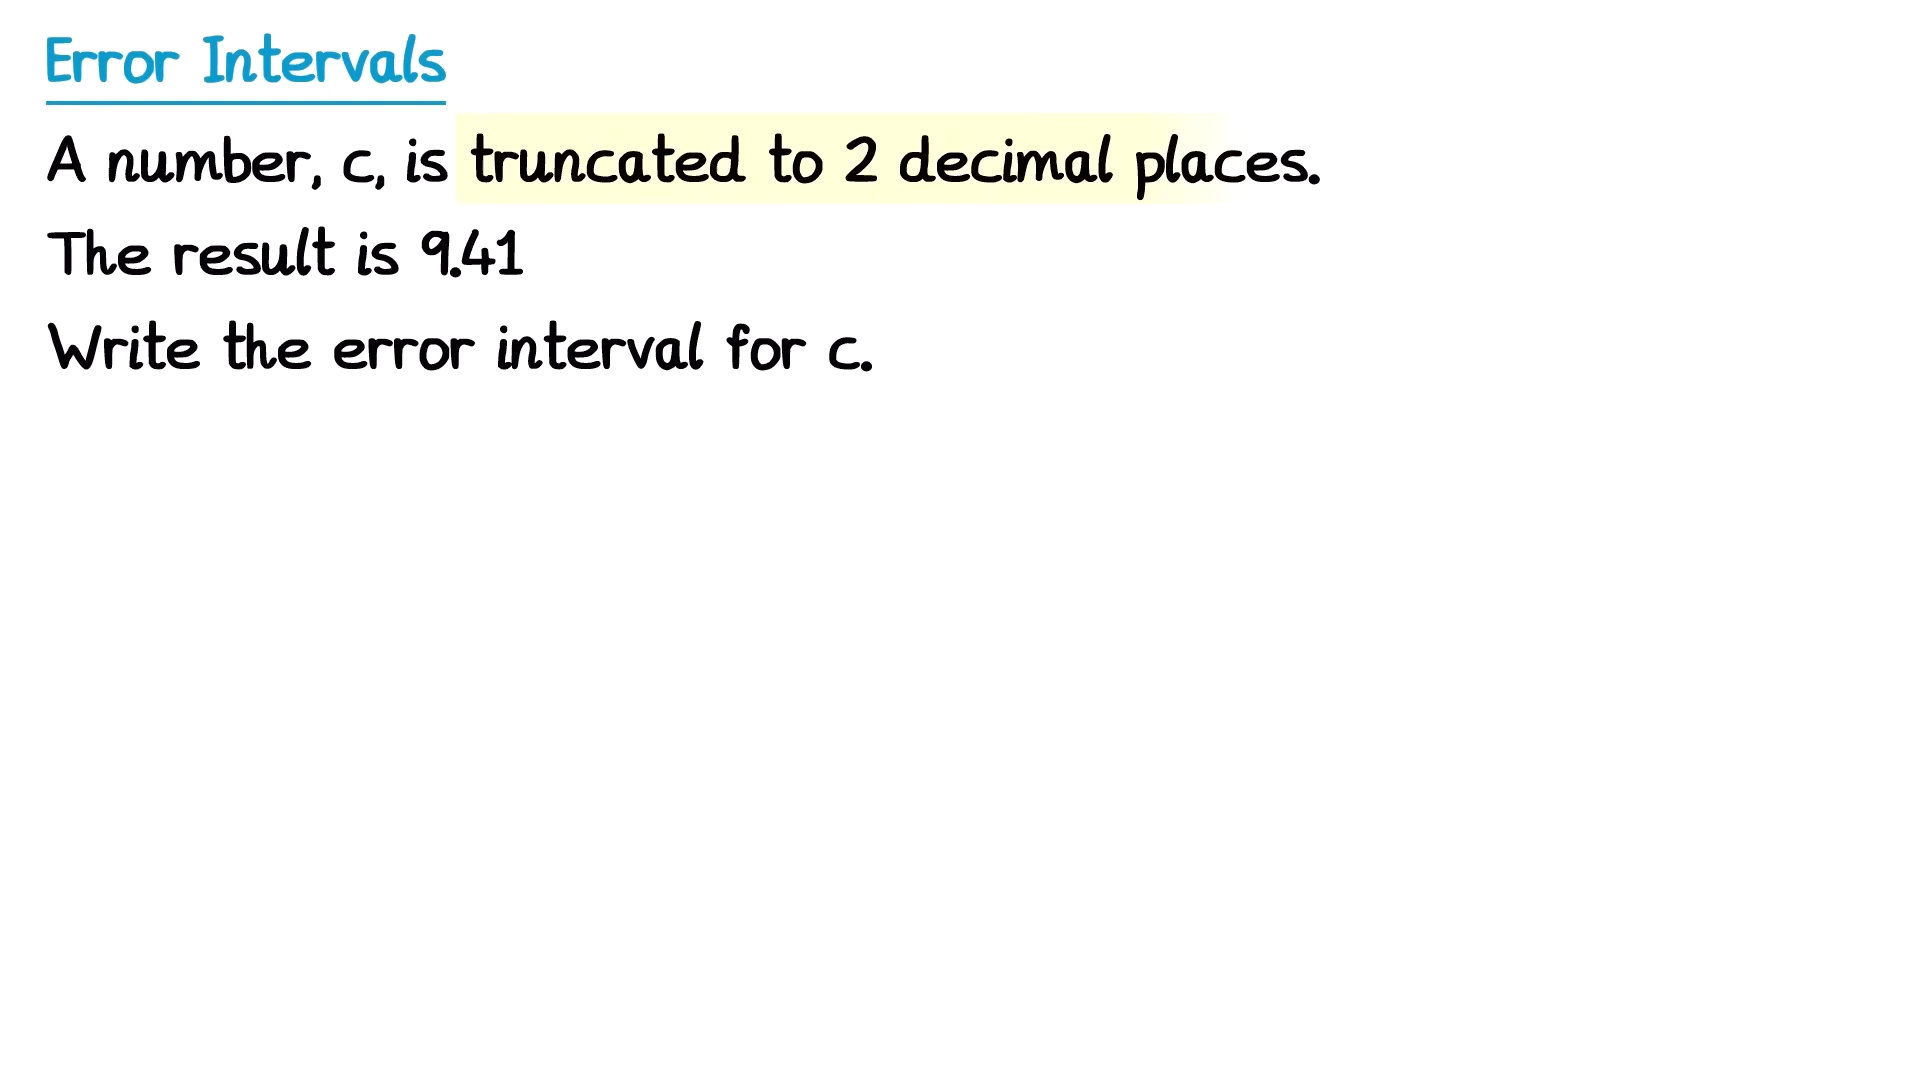 Error Intervals
A number, c, is truncated to 2 decimal places.
The result is 9.41
Write the error interval for c.